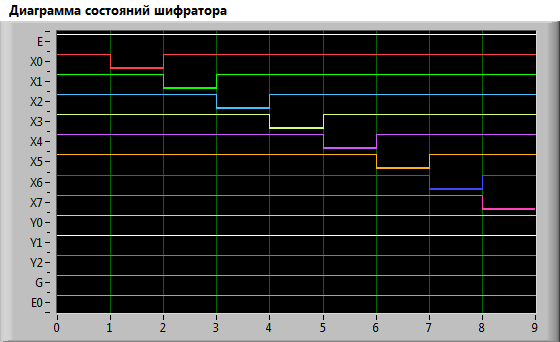 Диаграмма состояний шифратора
E
X0
X1
X2
X3
X4
X5
X6
X7
Y0
Y1
Y2
G
E0
0 1 2 3 4 5 6 7 8 9